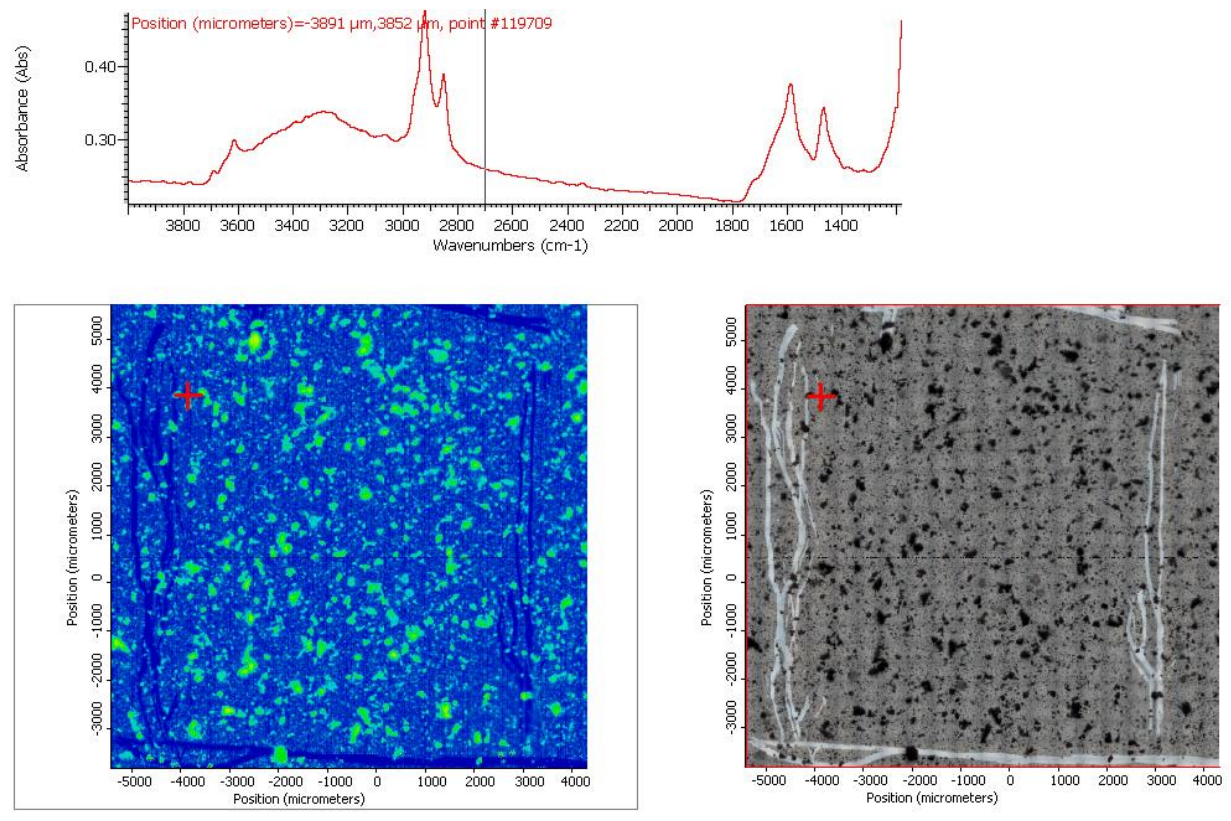 Position (micrometers)=-3891 µm,3852 µm, point #119709
Absorbance (Abs)
0.40
0.30
3800 3600 3400 3200 3000 2800 2600 2400 2200 2000 1800 1600 1400
Wavenumbers (cm-1)
Position (micrometers)
5000
4000
3000
2000
1000
0
-1000
-2000
-3000
-5000 -4000 -3000 -2000 -1000 0 1000 2000 3000 4000
Position (micrometers)
Position (micrometers)
5000
4000
3000
2000
1000
0
-1000
-2000
-3000
-5000 -4000 -3000 -2000 -1000 0 1000 2000 3000 4000
Position (micrometers)